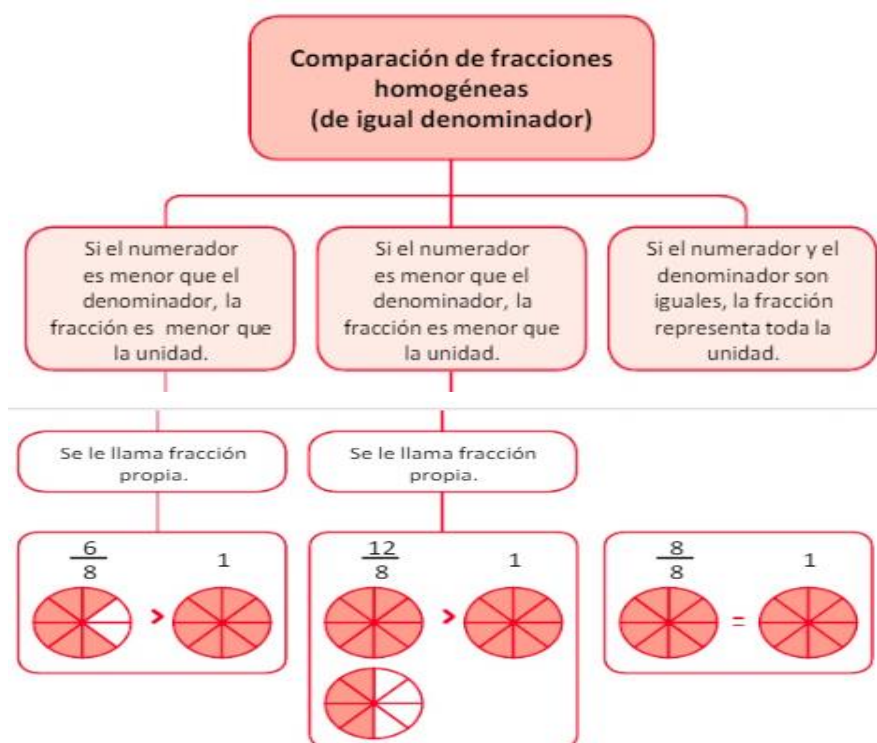 Comparación de fracciones
homogéneas
(de igual denominador)
Si el numerador
es menor que el
denominador, la
fracción es menor que
la unidad.
Si el numerador
es menor que el
denominador, la
fracción es menor que
la unidad.
Si el numerador y el
denominador son
iguales, la fracción
representa toda la
unidad.
Se le llama fracción
propia.
Se le llama fracción
propia.
6/8 1
>
12/8 1
>
8/8 1
=